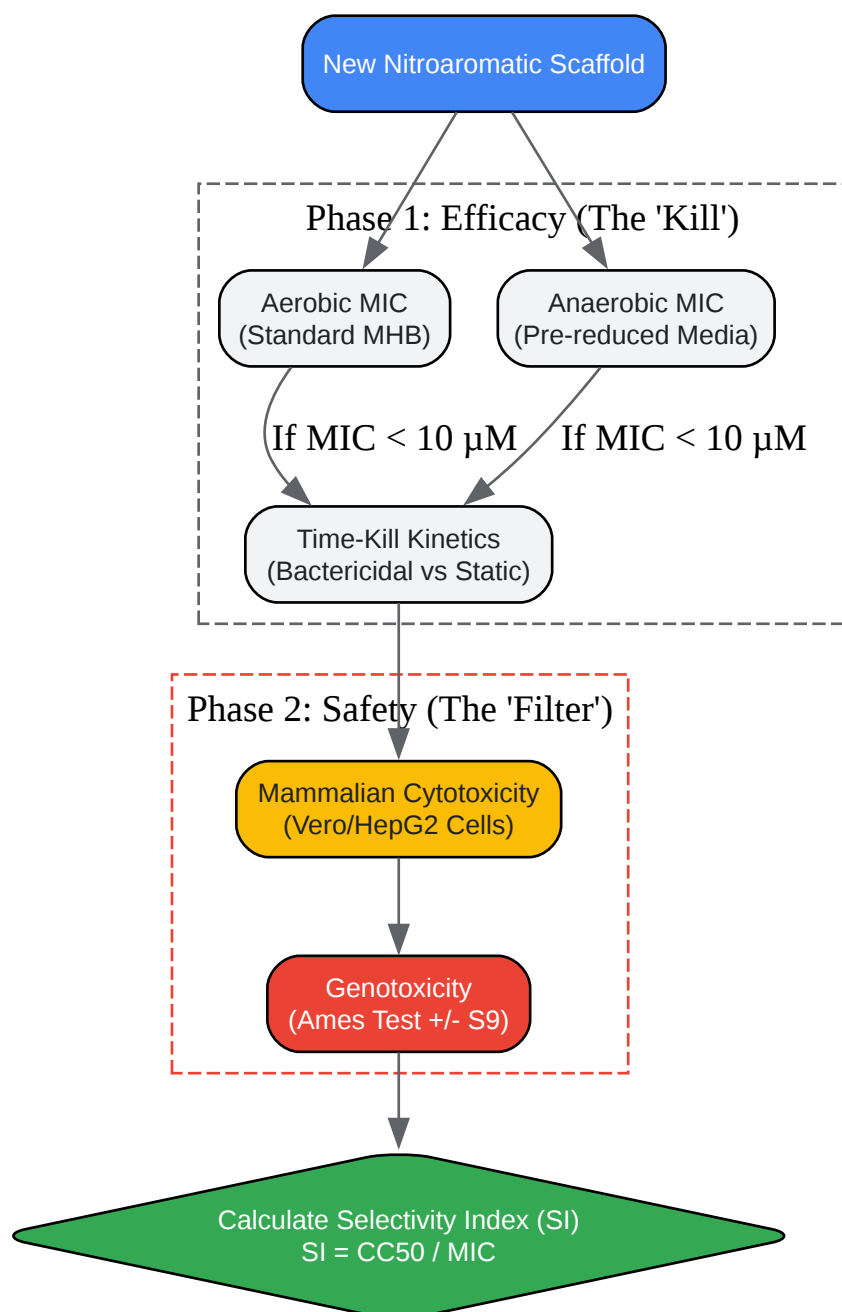 New Nitroaromatic Scaffold
Phase 1: Efficacy (The 'Kill')
Aerobic MIC
(Standard MHB)
Anaerobic MIC
(Pre-reduced Media)
If MIC < 10 µM
If MIC < 10 µM
Time-Kill Kinetics
(Bactericidal vs Static)
Phase 2: Safety (The 'Filter')
Mammalian Cytotoxicity
(Vero/HepG2 Cells)
Genotoxicity
(Ames Test +/- S9)
Calculate Selectivity Index (SI)
SI = CC50 / MIC